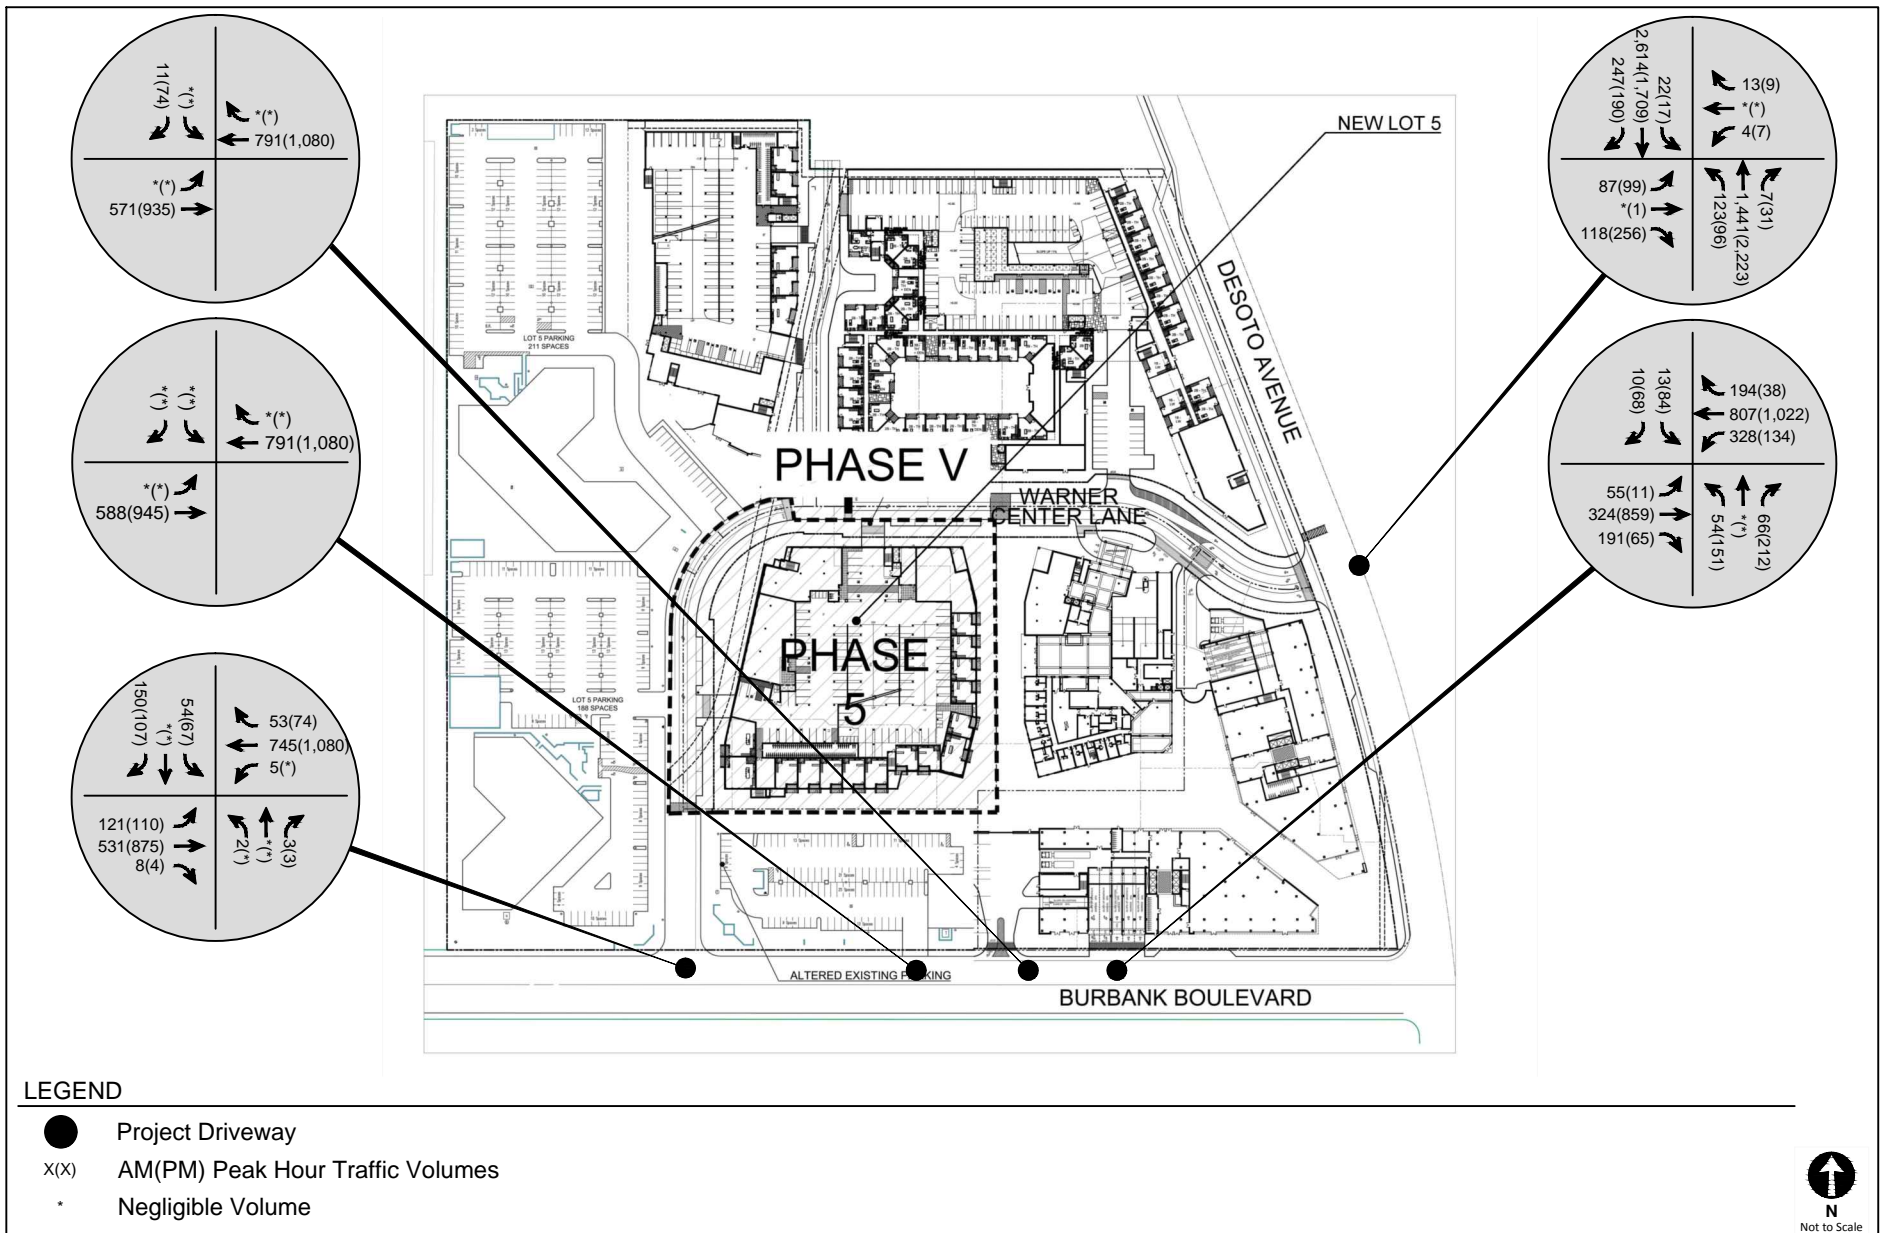 11(74)
*(*)
*(*)
791(1,080)
*(*)
571(935)
*(*)
*(*)
*(*)
791(1,080)
*(*)
588(945)
150(107)
*(*)
54(67)
53(74)
745(1,080)
5(*)
121(110)
531(875)
8(4)
2(*)
*(*)
3(3)
NEW LOT 5
LOT 5 PARKING
211 SPACES
DESOTO AVENUE
PHASE V
WARNER
CENTER LANE
PHASE
5
LOT 5 PARKING
188 SPACES
ALTERED EXISTING P KING
BURBANK BOULEVARD
247(190)
2,614(1,709)
22(17)
13(9)
*(*)
4(7)
87(99)
*(1)
118(256)
123(96)
1,441(2,223)
7(31)
10(68)
13(84)
194(38)
807(1,022)
328(134)
55(11)
324(859)
191(65)
54(151)
*(*)
66(212)
LEGEND
Project Driveway
X(X) AM(PM) Peak Hour Traffic Volumes
* Negligible Volume
N
Not to Scale